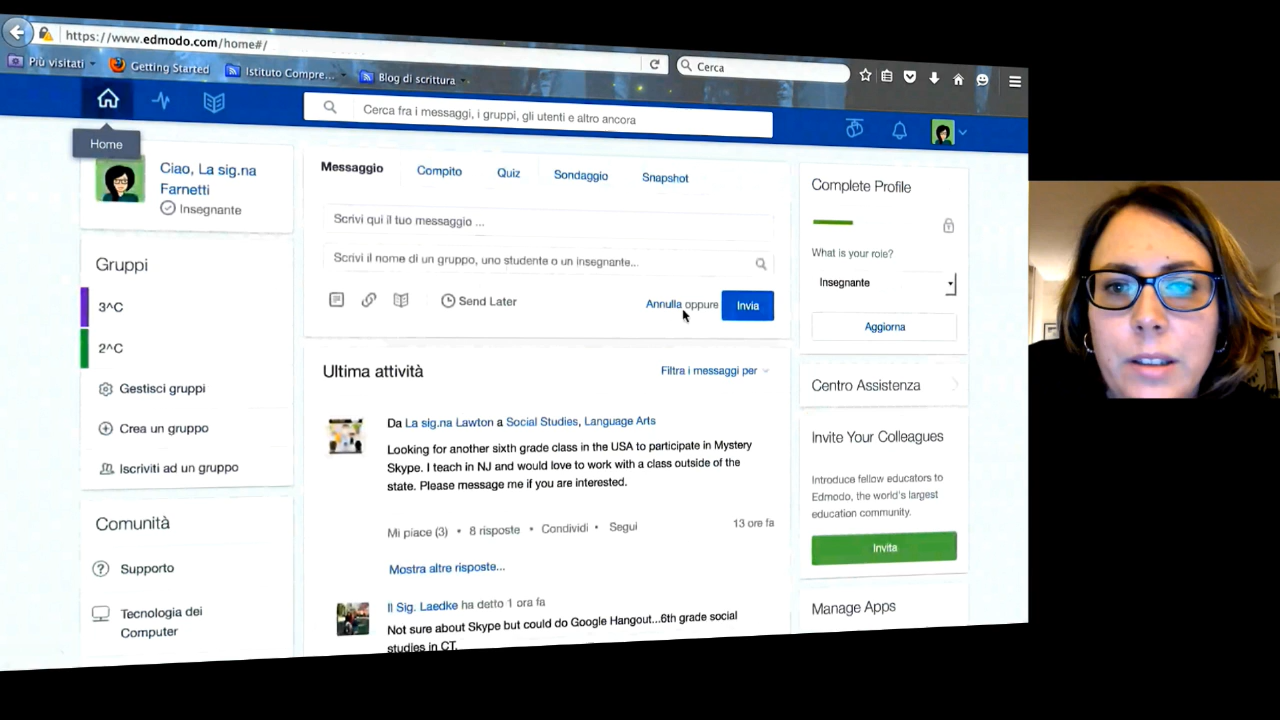 https://www.edmodo.com/home#/
Cerca
Più visitati
Getting Started
Istituto Compre...
Blog di scrittura
Cerca fra i messaggi, i gruppi, gli utenti e altro ancora
Home
Ciao, La sig.na
Farnetti
Insegnante
Gruppi
3^C
2^C
Gestisci gruppi
Crea un gruppo
Iscriviti ad un gruppo
Comunità
Supporto
Tecnologia dei
Computer
Messaggio
Compito
Quiz
Sondaggio
Snapshot
Scrivi qui il tuo messaggio ...
Scrivi il nome di un gruppo, uno studente o un insegnante...
Send Later
Annulla oppure
Invia
Ultima attività
Filtra i messaggi per
Da La sig.na Lawton a Social Studies, Language Arts
Looking for another sixth grade class in the USA to participate in Mystery
Skype. I teach in NJ and would love to work with a class outside of the
state. Please message me if you are interested.
Mi piace (3) • 8 risposte • Condividi • Segui
13 ore fa
Mostra altre risposte...
Il Sig. Laedke ha detto 1 ora fa
Not sure about Skype but could do Google Hangout...6th grade social
studies in CT.
Complete Profile
What is your role?
Insegnante
Aggiorna
Centro Assistenza
Invite Your Colleagues
Introduce fellow educators to
Edmodo, the world's largest
education community.
Invita
Manage Apps